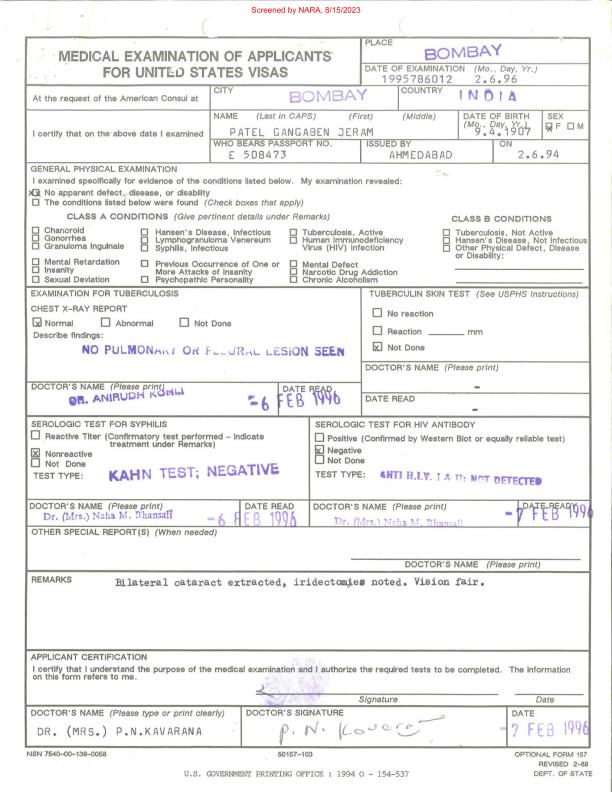 Screened by NARA, 8/15/2023
MEDICAL EXAMINATION OF APPLICANTS
FOR UNITED STATES VISAS
PLACE
BOMBAY
DATE OF EXAMINATION (Mo., Day, Yr.)
1995786012 2.6.96
At the request of the American Consul at
CITY
BOMBAY
COUNTRY
INDIA
I certify that on the above date I examined
NAME (Last in CAPS) (First) (Middle)
PATEL GANGABEN JERAM
DATE OF BIRTH
(Mo., Day, Yr.)
9.4.1907
SEX
F M
WHO BEARS PASSPORT NO.
E 508473
ISSUED BY
AHMEDABAD
ON
2.6.94
GENERAL PHYSICAL EXAMINATION
I examined specifically for evidence of the conditions listed below. My examination revealed:
No apparent defect, disease, or disability
The conditions listed below were found (Check boxes that apply)
CLASS A CONDITIONS (Give pertinent details under Remarks)
Chancroid
Gonorrhea
Granuloma Inguinale
Hansen's Disease, Infectious
Lymphogranuloma Venereum
Syphilis, Infectious
Tuberculosis, Active
Human Immunodeficiency
Virus (HIV) Infection
Mental Retardation
Insanity
Sexual Deviation
Previous Occurrence of One or
More Attacks of Insanity
Psychopathic Personality
Mental Defect
Narcotic Drug Addiction
Chronic Alcoholism
CLASS B CONDITIONS
Tuberculosis, Not Active
Hansen's Disease, Not Infectious
Other Physical Defect, Disease
or Disability:
EXAMINATION FOR TUBERCULOSIS
CHEST X-RAY REPORT
Normal Abnormal Not Done
Describe findings:
NO PULMONARY OR PLEURAL LESION SEEN
DOCTOR'S NAME (Please print)
DR. ANIRUDH KOHLI
DATE READ
-6 FEB 1996
TUBERCULIN SKIN TEST (See USPHS Instructions)
No reaction
Reaction mm
Not Done
DOCTOR'S NAME (Please print)
-
DATE READ
-
SEROLOGIC TEST FOR SYPHILIS
Reactive Titer (Confirmatory test performed - Indicate
treatment under Remarks)
Nonreactive
Not Done
TEST TYPE: KAHN TEST; NEGATIVE
DOCTOR'S NAME (Please print)
Dr. (Mrs.) Neha M. Bhansali
DATE READ
-6 FEB 1996
SEROLOGIC TEST FOR HIV ANTIBODY
Positive (Confirmed by Western Blot or equally reliable test)
Negative
Not Done
TEST TYPE: ANTI H.I.V. I & II; NOT DETECTED
DOCTOR'S NAME (Please print)
Dr. (Mrs.) Neha M. Bhansali
DATE READ
-7 FEB 1996
OTHER SPECIAL REPORT(S) (When needed)
DOCTOR'S NAME (Please print)
REMARKS
Bilateral cataract extracted, iridectomies noted. Vision fair.
APPLICANT CERTIFICATION
I certify that I understand the purpose of the medical examination and I authorize the required tests to be completed. The information
on this form refers to me.
Signature
Date
DOCTOR'S NAME (Please type or print clearly)
DR. (MRS.) P.N.KAVARANA
DOCTOR'S SIGNATURE
P. N. Kavarana
DATE
-7 FEB 1996
NSN 7540-00-139-0058
50157-103
OPTIONAL FORM 157
REVISED 2-88
DEPT. OF STATE
U.S. GOVERNMENT PRINTING OFFICE : 1994 O - 154-537